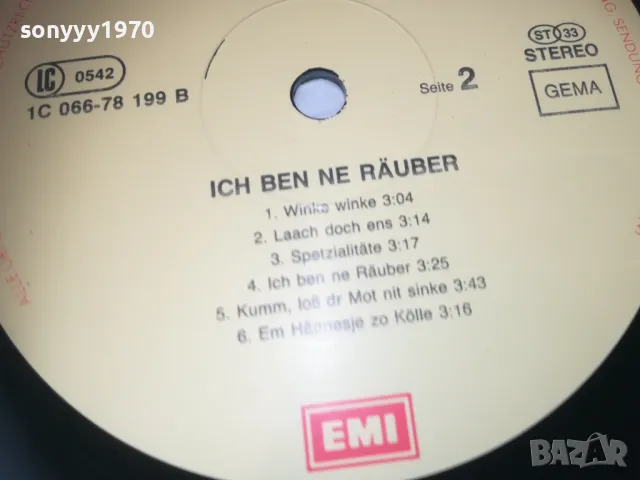 sonyyy1970
LC 0542
1C 066-78 199 B
Seite 2
ST 33
STEREO
GEMA
ICH BEN NE RÄUBER
1. Winke winke 3:04
2. Laach doch ens 3:14
3. Spetzialitäte 3:17
4. Ich ben ne Räuber 3:25
5. Kumm, loß dr Mot nit sinke 3:43
6. Em Hännesje zo Kölle 3:16
EMI
BAZAR
SENDUNG